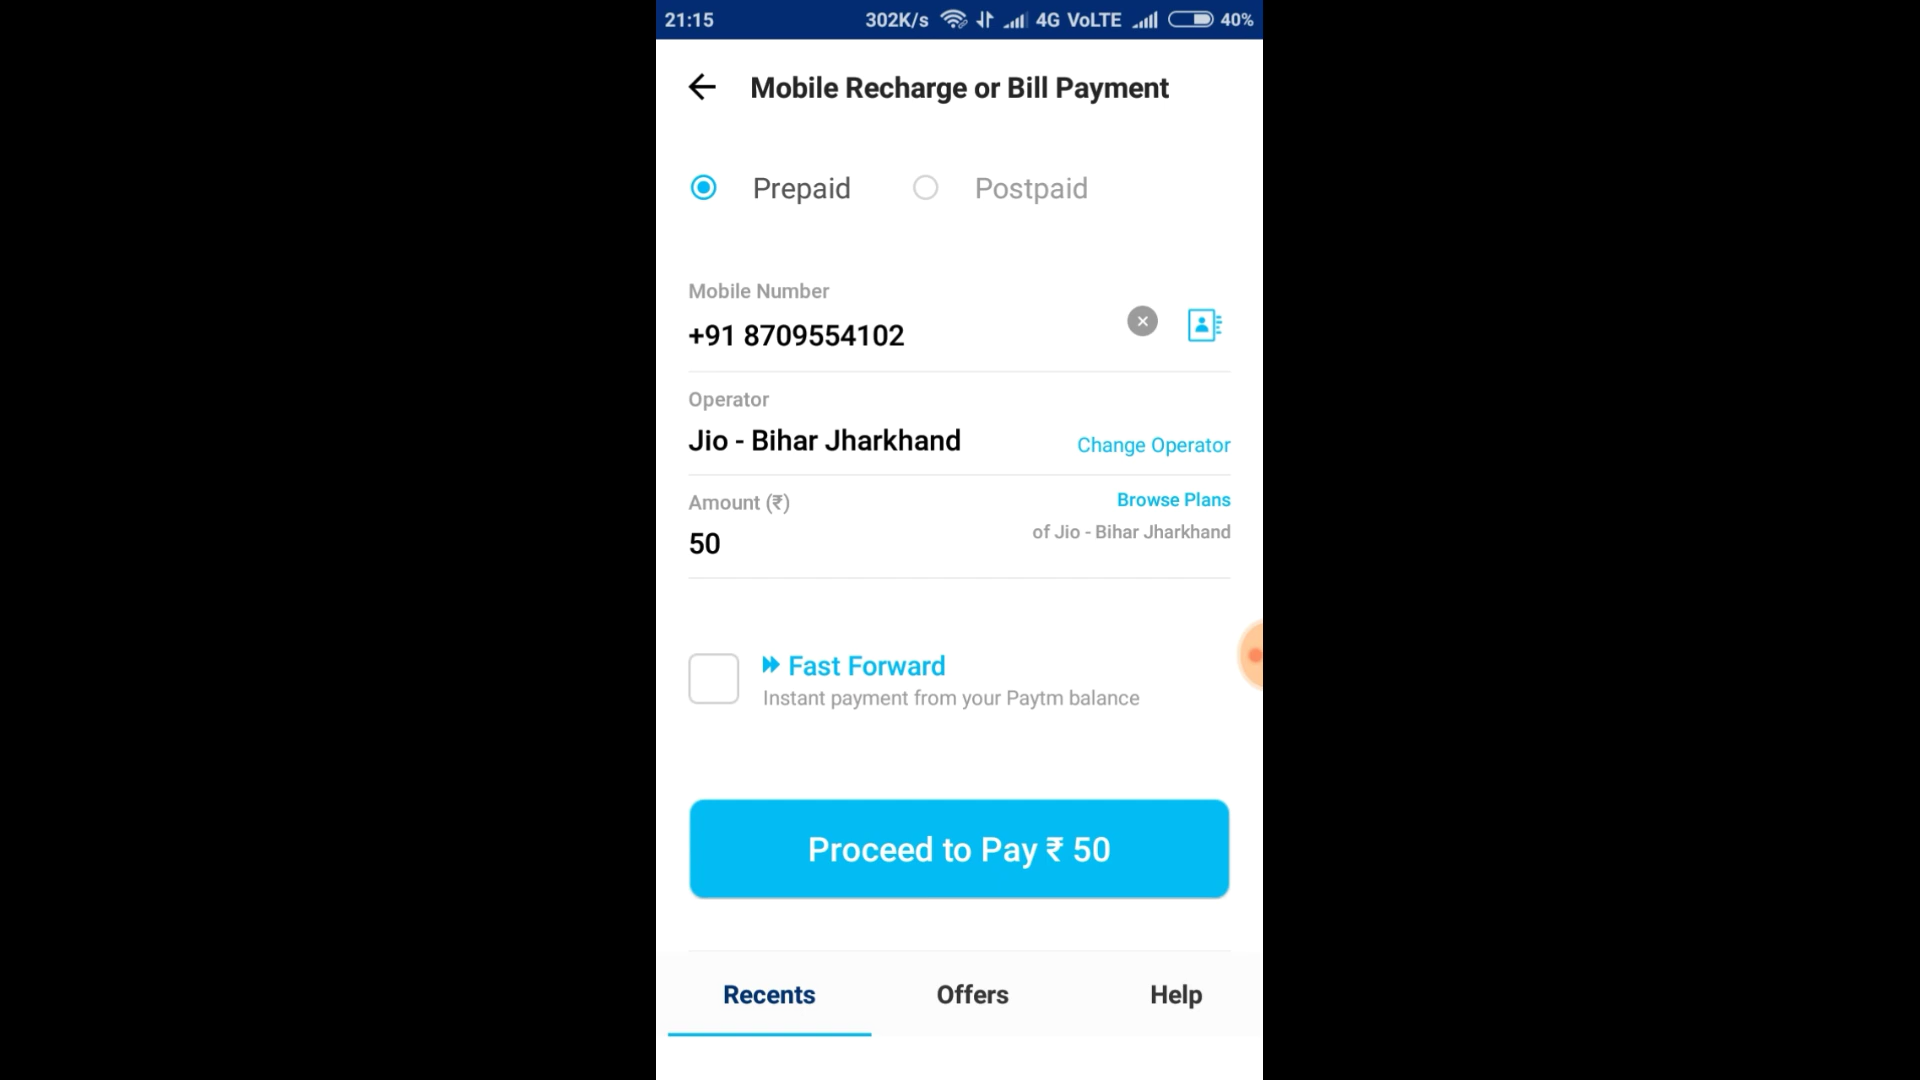 21:15 302K/s 4G VoLTE 40%
Mobile Recharge or Bill Payment
Prepaid Postpaid
Mobile Number
+91 8709554102
Operator
Jio - Bihar Jharkhand Change Operator
Amount (₹) Browse Plans
of Jio - Bihar Jharkhand
50
Fast Forward
Instant payment from your Paytm balance
Proceed to Pay ₹ 50
Recents Offers Help